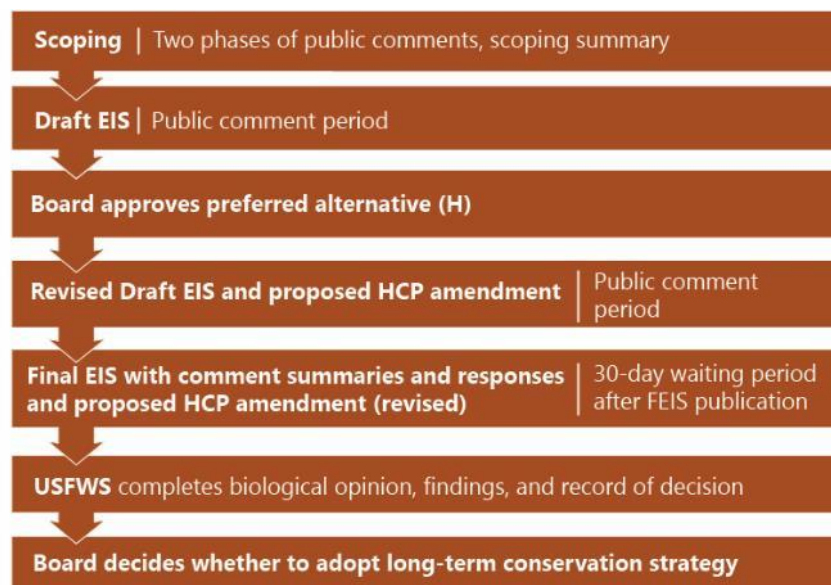 Scoping | Two phases of public comments, scoping summary
Draft EIS | Public comment period
Board approves preferred alternative (H)
Revised Draft EIS and proposed HCP amendment | Public comment period
Final EIS with comment summaries and responses and proposed HCP amendment (revised) | 30-day waiting period after FEIS publication
USFWS completes biological opinion, findings, and record of decision
Board decides whether to adopt long-term conservation strategy